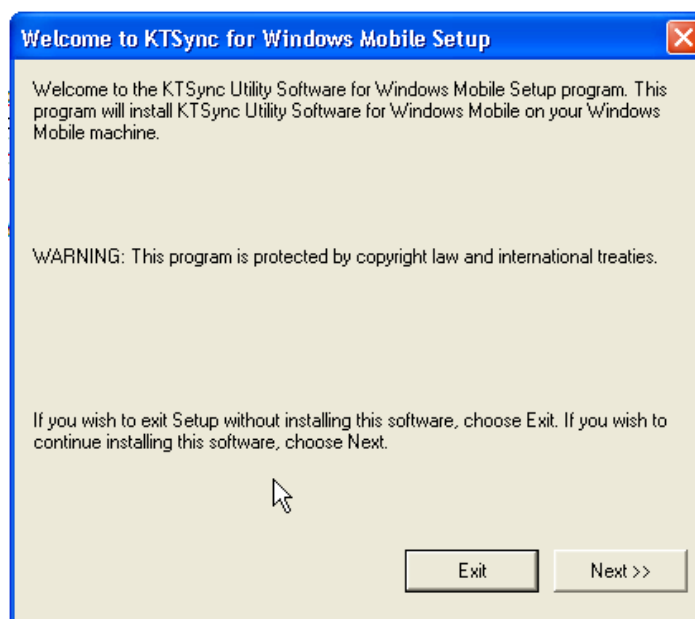 Welcome to KTSync for Windows Mobile Setup
Welcome to the KTSync Utility Software for Windows Mobile Setup program. This
program will install KTSync Utility Software for Windows Mobile on your Windows
Mobile machine.
WARNING: This program is protected by copyright law and international treaties.
If you wish to exit Setup without installing this software, choose Exit. If you wish to
continue installing this software, choose Next.
Exit
Next >>